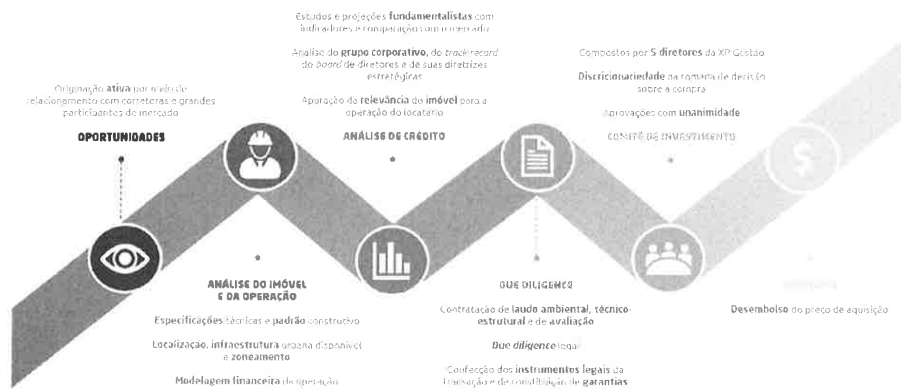 Originação ativa por meio de
relacionamento com corretoras e grandes
participantes do mercado
OPORTUNIDADES
ANÁLISE DO IMÓVEL
E DA OPERAÇÃO
Especificações técnicas e padrão construtivo
Localização, infraestrutura urbana disponível
e zoneamento
Modelagem financeira da operação
Estudos e projeções fundamentalistas com
indicadores e comparação com o mercado
Análise do grupo corporativo, do track record
do board de diretores e de suas diretrizes
estratégicas
Apuração da relevância do imóvel para a
operação do locatário
ANÁLISE DE CRÉDITO
DUE DILIGENCE
Contratação de laudo ambiental, técnico-
estrutural e de avaliação
Due diligence legal
Confecção dos instrumentos legais da
transação e de constituição de garantias
Compostos por 5 diretores da XP Gestão
Discricionariedade na tomada de decisão
sobre a compra
Aprovações com unanimidade
COMITÊ DE INVESTIMENTO
$
Desembolso do preço de aquisição